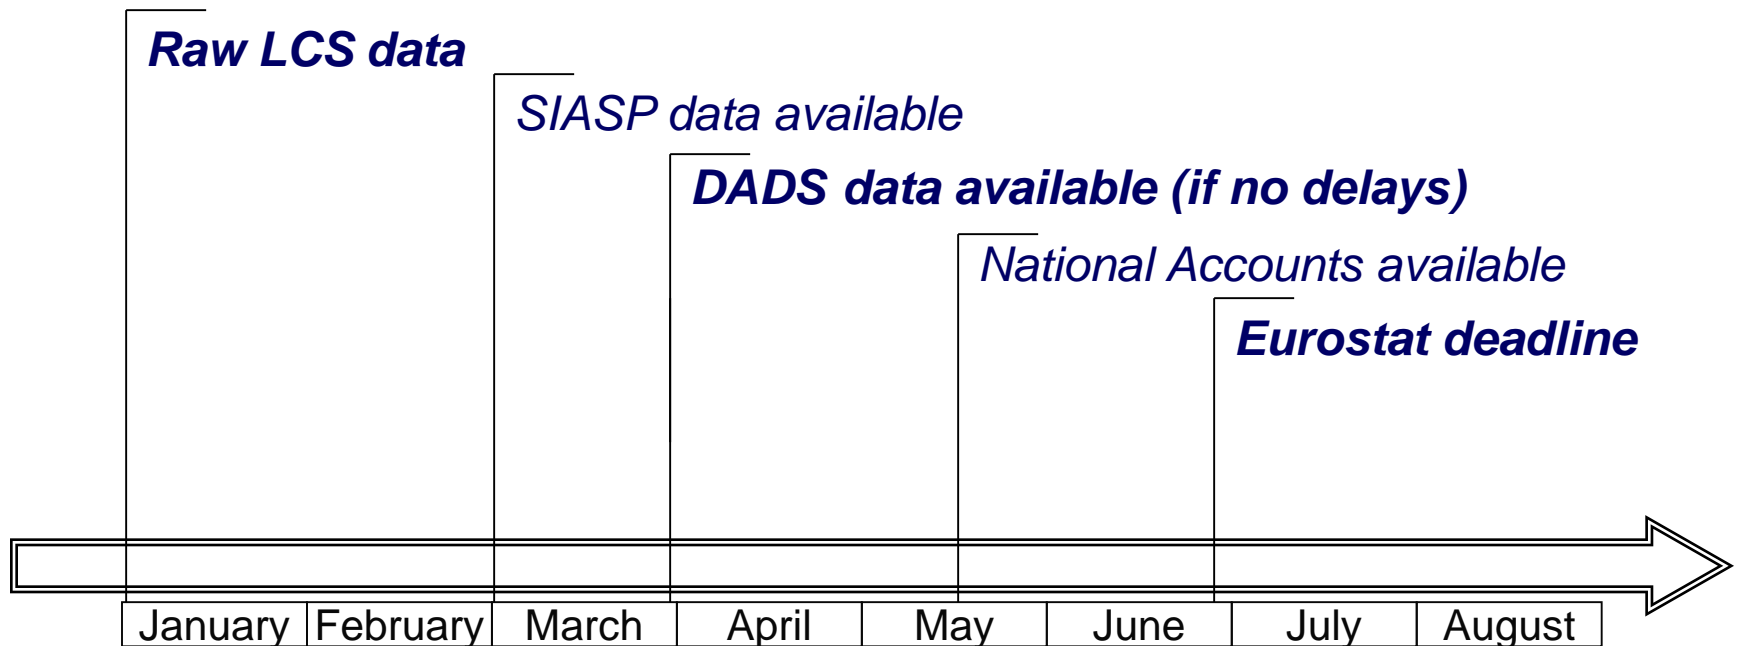 Raw LCS data
SIASP data available
DADS data available (if no delays)
National Accounts available
Eurostat deadline
January February March April May June July August